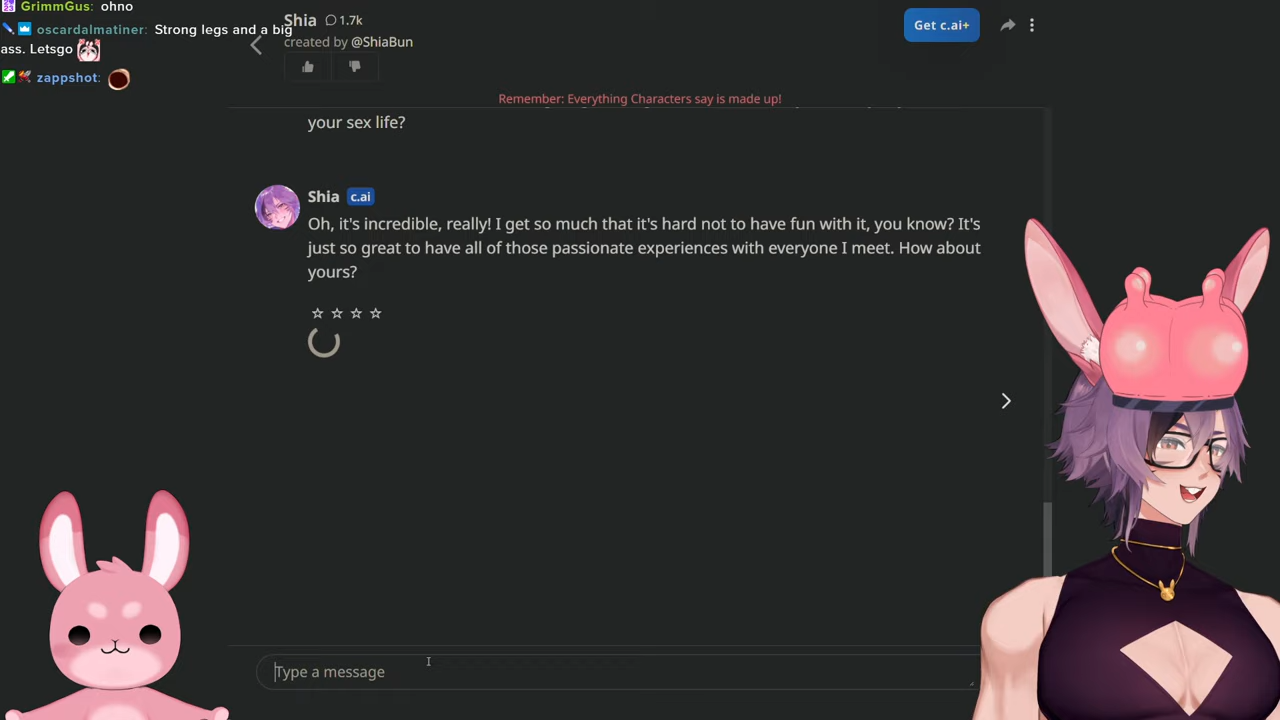 GrimmGus: ohno
oscardalmatiner: Strong legs and a big
ass. Letsgo
zappshot:
Shia 1.7k
created by @ShiaBun
Get c.ai+
Remember: Everything Characters say is made up!
your sex life?
Shia c.ai
Oh, it's incredible, really! I get so much that it's hard not to have fun with it, you know? It's
just so great to have all of those passionate experiences with everyone I meet. How about
yours?
Type a message